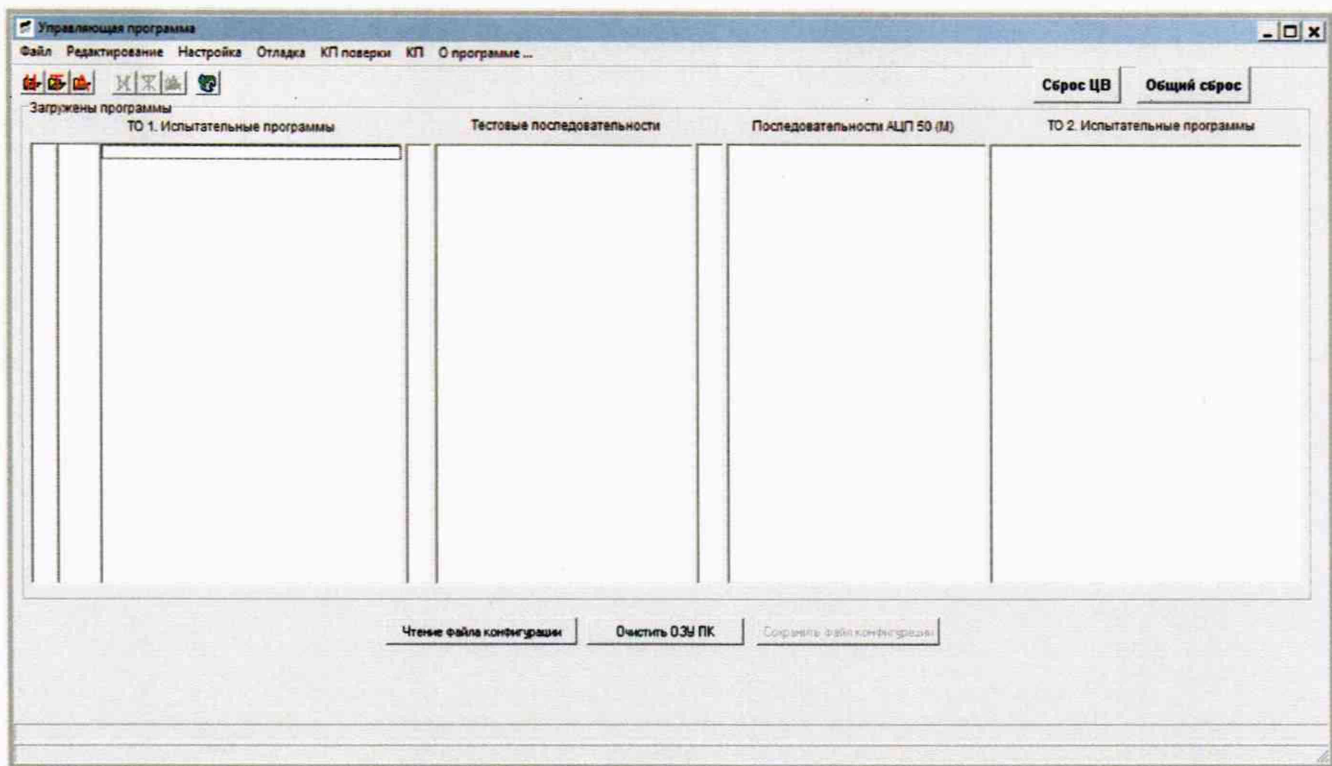 Управляющая программа
Файл Редактирование Настройка Отладка КП поверки КП О программе ...
Сброс ЦВ Общий сброс
Загружены программы
ТО 1. Испытательные программы Тестовые последовательности Последовательности АЦП 50 (М) ТО 2. Испытательные программы
Чтение файла конфигурации Очистить ОЗУ ПК Сохранить файл конфигурации